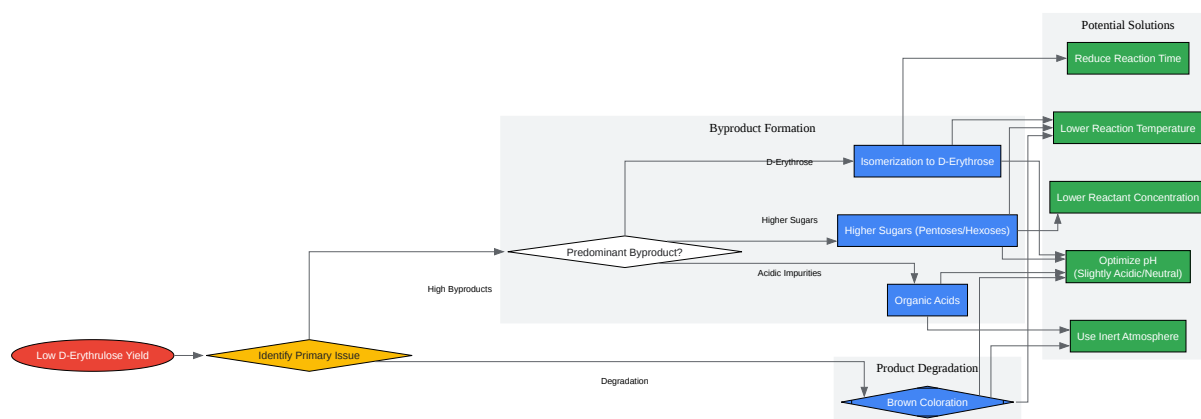 Potential Solutions
Reduce Reaction Time
Byproduct Formation
Lower Reaction Temperature
D-Erythrose
Isomerization to D-Erythrose
Lower Reactant Concentration
Higher Sugars
Higher Sugars (Pentoses/Hexoses)
Predominant Byproduct?
Optimize pH
(Slightly Acidic/Neutral)
Acidic Impurities
High Byproducts
Organic Acids
Use Inert Atmosphere
Low D-Erythrulose Yield
Identify Primary Issue
Product Degradation
Degradation
Brown Coloration